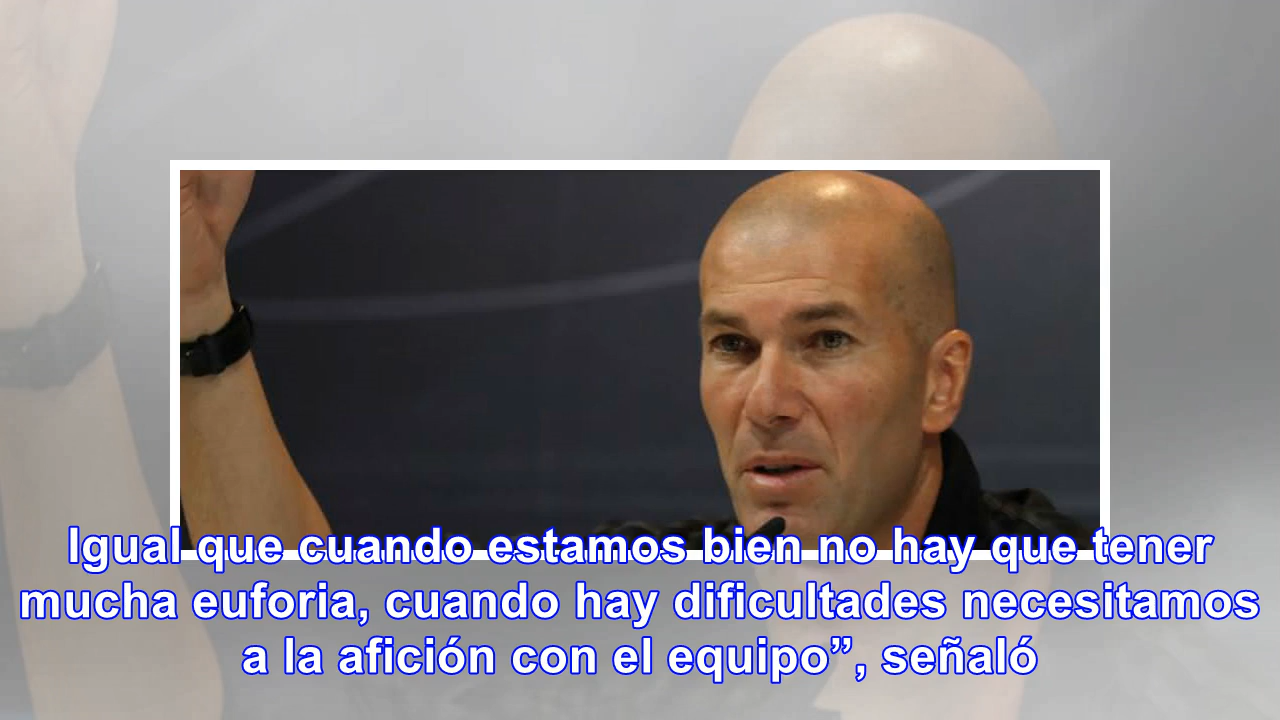 Igual que cuando estamos bien no hay que tener
mucha euforia, cuando hay dificultades necesitamos
a la afición con el equipo”, señaló